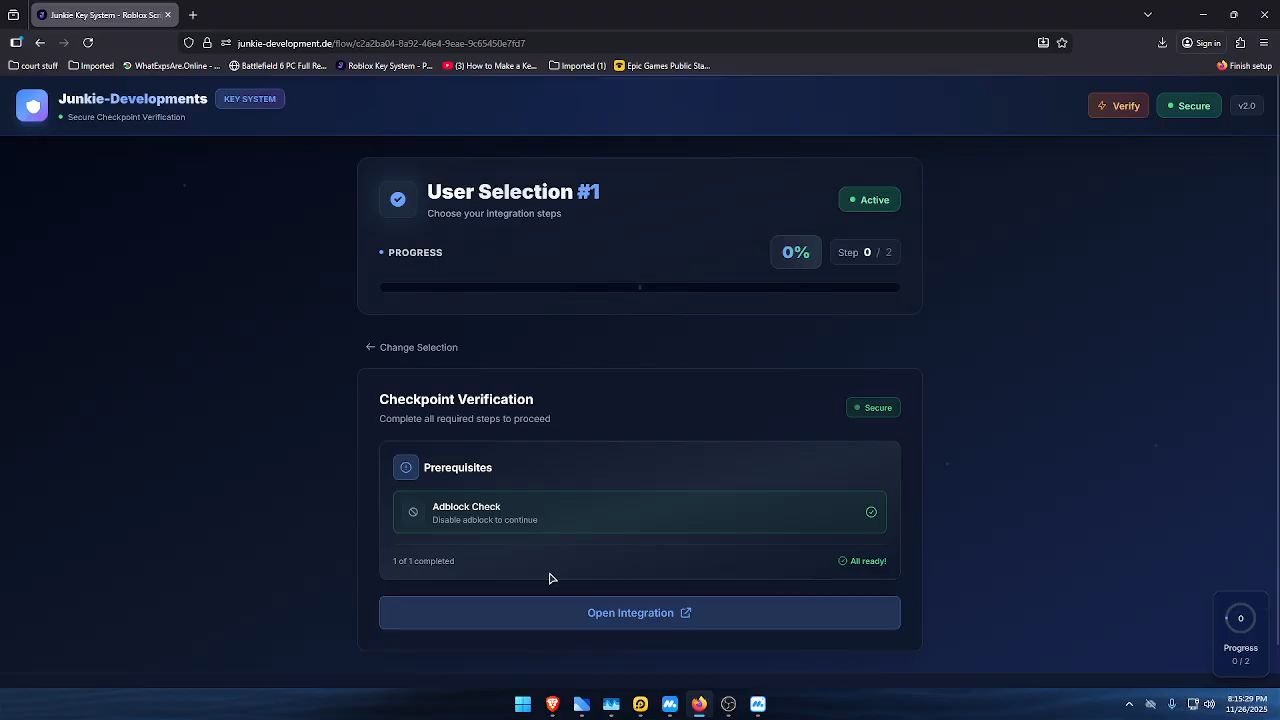 Junkie Key System - Roblox Scri
junkie-development.de/flow/c2a2ba04-8a92-46e4-9eae-9c65450e7fd7
Sign in
court stuff
Imported
WhatExpsAre.Online - ...
Battlefield 6 PC Full Re...
Roblox Key System - P...
(3) How to Make a Ke...
Imported (1)
Epic Games Public Sta...
Finish setup
Junkie-Developments
KEY SYSTEM
Secure Checkpoint Verification
Verify
Secure
v2.0
User Selection #1
Choose your integration steps
Active
PROGRESS
0%
Step 0 / 2
Change Selection
Checkpoint Verification
Complete all required steps to proceed
Secure
Prerequisites
Adblock Check
Disable adblock to continue
1 of 1 completed
All ready!
Open Integration
0
Progress
0 / 2
8:15:29 PM
11/26/2025